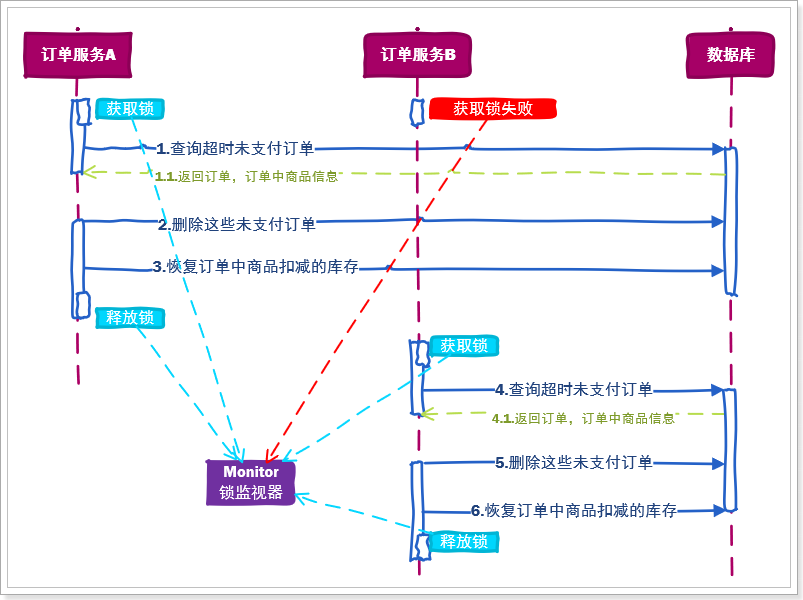 订单服务A
订单服务B
数据库
获取锁
获取锁失败
1.查询超时未支付订单
1.1.返回订单，订单中商品信息
2.删除这些未支付订单
3.恢复订单中商品扣减的库存
释放锁
获取锁
4.查询超时未支付订单
4.1.返回订单，订单中商品信息
Monitor
锁监视器
5.删除这些未支付订单
6.恢复订单中商品扣减的库存
释放锁